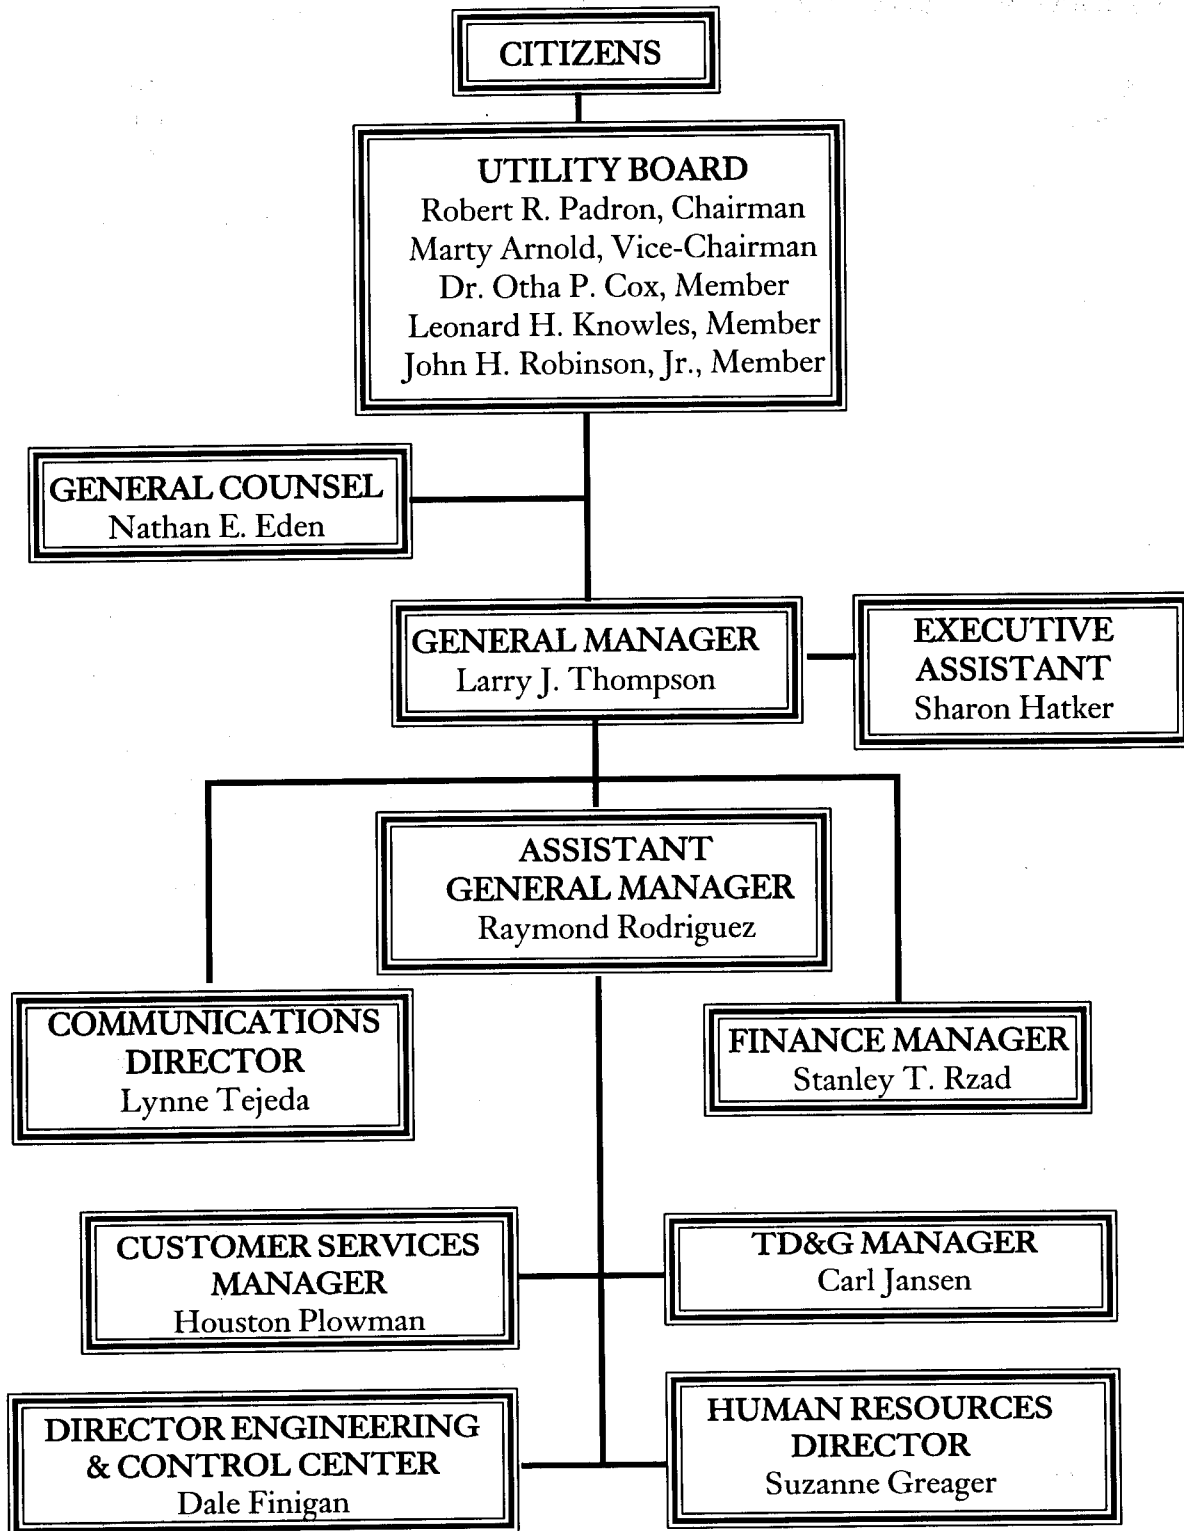 CITIZENS
UTILITY BOARD
Robert R. Padron, Chairman
Marty Arnold, Vice-Chairman
Dr. Otha P. Cox, Member
Leonard H. Knowles, Member
John H. Robinson, Jr., Member
GENERAL COUNSEL
Nathan E. Eden
GENERAL MANAGER
Larry J. Thompson
EXECUTIVE
ASSISTANT
Sharon Hatker
ASSISTANT
GENERAL MANAGER
Raymond Rodriguez
COMMUNICATIONS
DIRECTOR
Lynne Tejeda
FINANCE MANAGER
Stanley T. Rzad
CUSTOMER SERVICES
MANAGER
Houston Plowman
TD&G MANAGER
Carl Jansen
DIRECTOR ENGINEERING
& CONTROL CENTER
Dale Finigan
HUMAN RESOURCES
DIRECTOR
Suzanne Greager